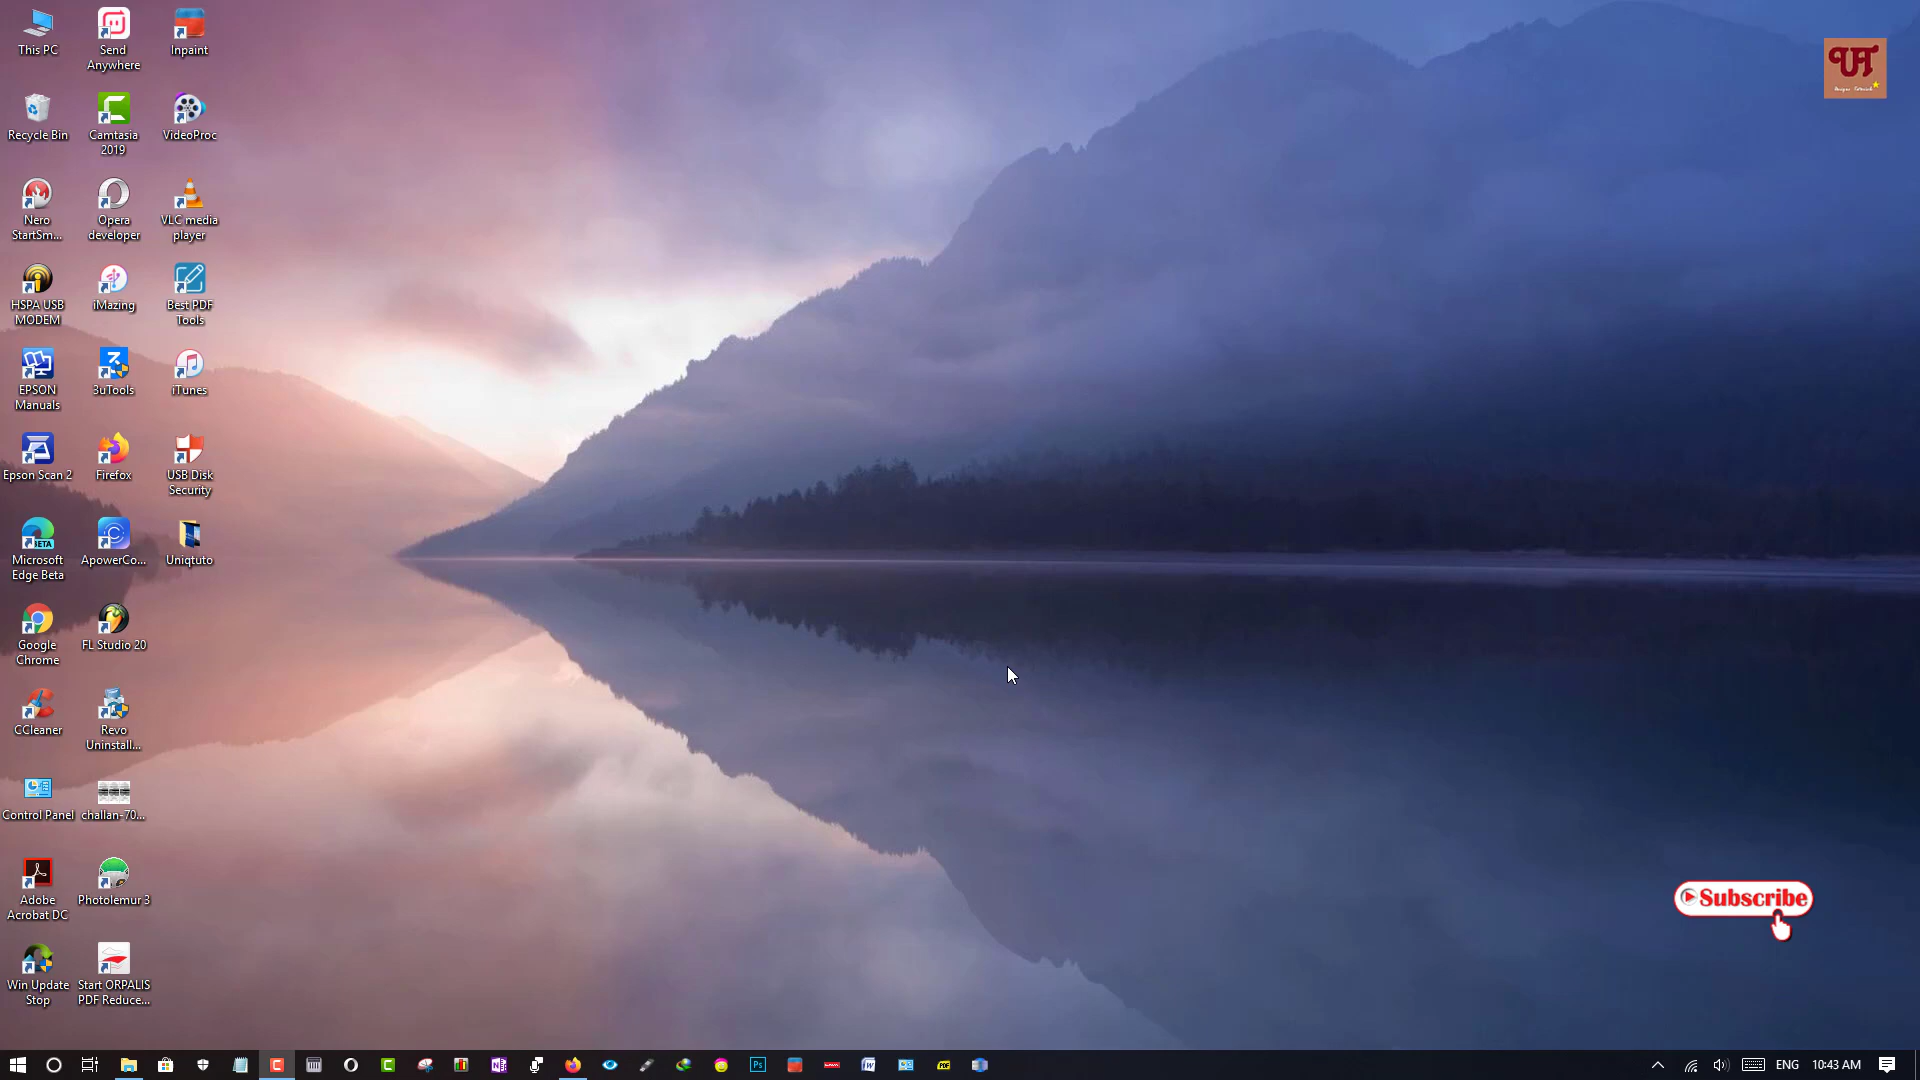 This PC
Send
Anywhere
Inpaint
Recycle Bin
Camtasia
2019
VideoProc
Nero
StartSm...
Opera
developer
VLC media
player
HSPA USB
MODEM
iMazing
Best PDF
Tools
EPSON
Manuals
3uTools
iTunes
Epson Scan 2
Firefox
USB Disk
Security
Microsoft
Edge Beta
ApowerCo...
Uniqtuto
Google
Chrome
FL Studio 20
CCleaner
Revo
Uninstall...
Control Panel
challan-70...
Adobe
Acrobat DC
Photolemur 3
Win Update
Stop
Start ORPALIS
PDF Reduce...
UT
Subscribe
ENG
10:43 AM